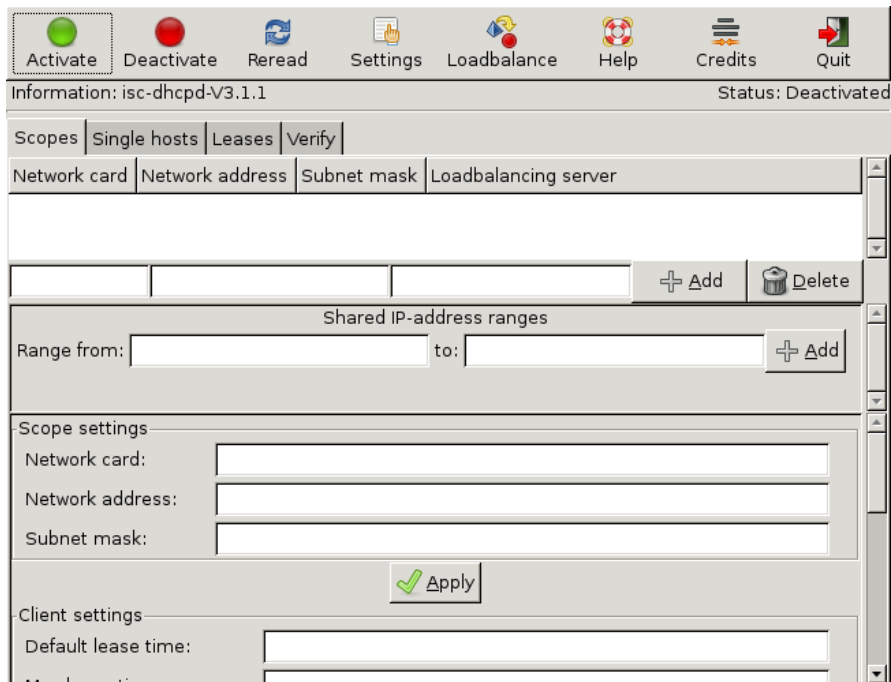 Activate Deactivate Reread Settings Loadbalance Help Credits Quit
Information: isc-dhcpd-V3.1.1 Status: Deactivated
Scopes Single hosts Leases Verify
Network card Network address Subnet mask Loadbalancing server
Add Delete
Shared IP-address ranges
Range from: to: Add
Scope settings
Network card:
Network address:
Subnet mask:
Apply
Client settings
Default lease time: